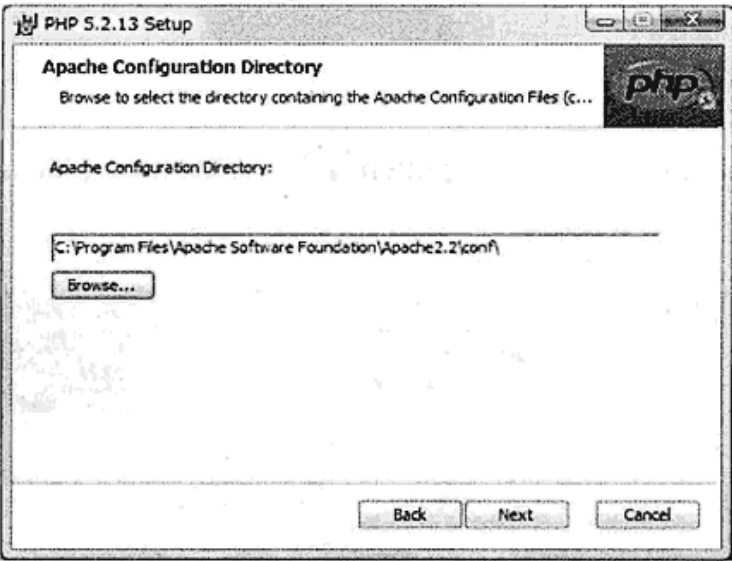 PHP 5.2.13 Setup
Apache Configuration Directory
Browse to select the directory containing the Apache Configuration Files (c...
php
Apache Configuration Directory:
C:\Program Files\Apache Software Foundation\Apache2.2\conf\
Browse...
Back Next Cancel